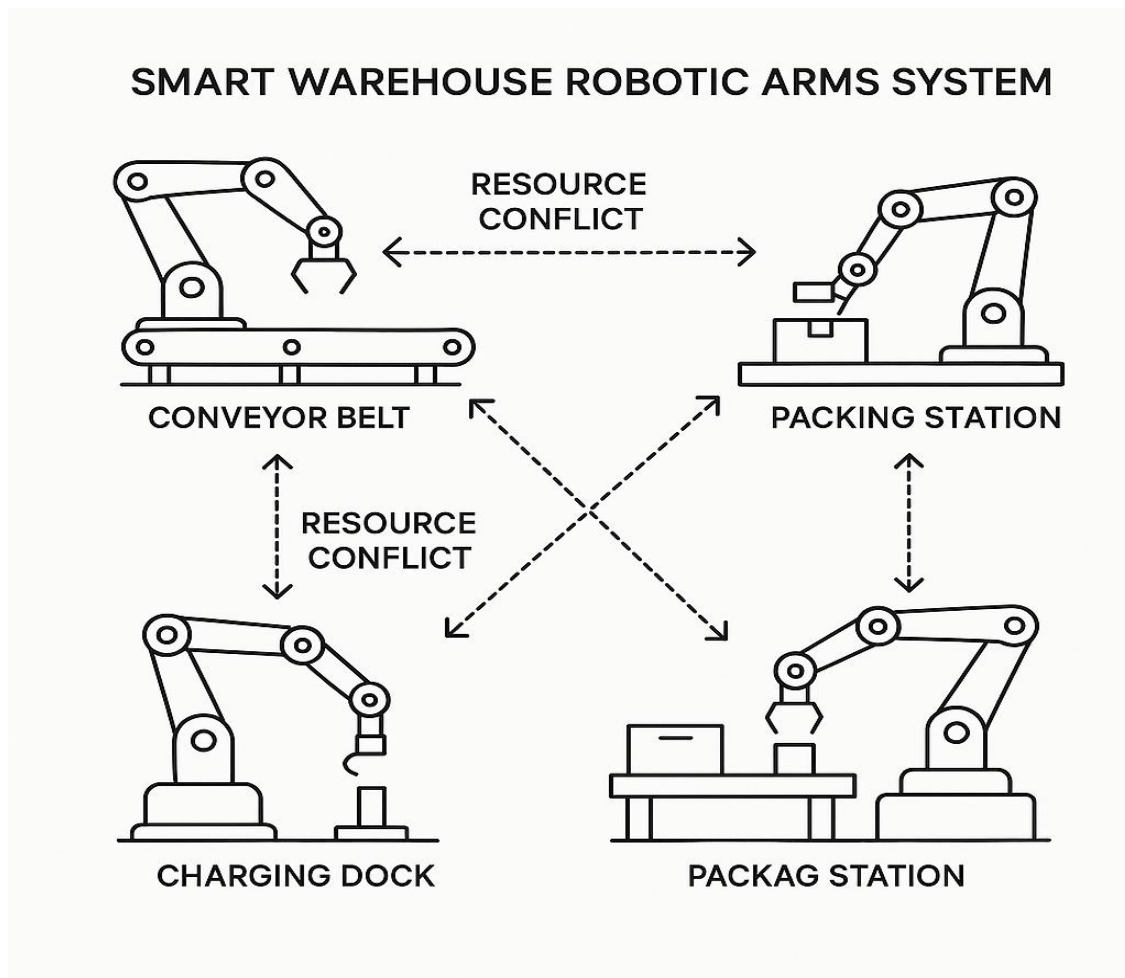 SMART WAREHOUSE ROBOTIC ARMS SYSTEM
RESOURCE
CONFLICT
CONVEYOR BELT
PACKING STATION
RESOURCE
CONFLICT
CHARGING DOCK
PACKAG STATION